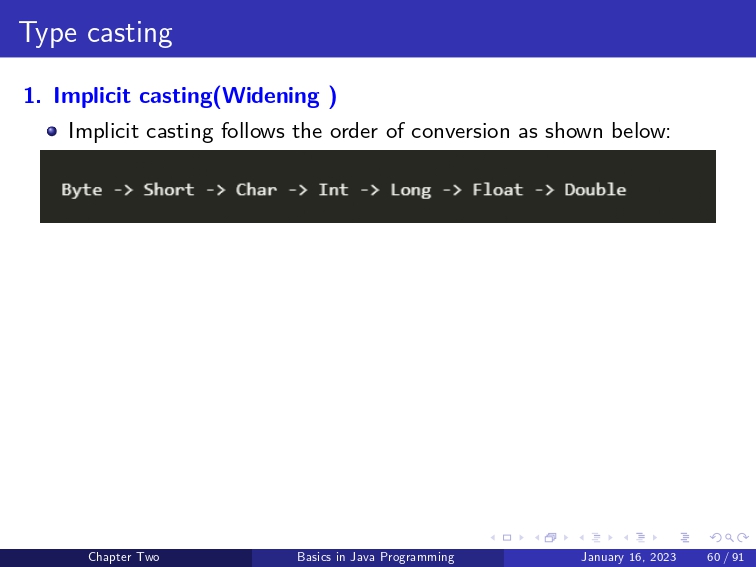 Type casting
1. Implicit casting(Widening )
Implicit casting follows the order of conversion as shown below:
Byte -> Short -> Char -> Int -> Long -> Float -> Double
Chapter Two Basics in Java Programming January 16, 2023 60 / 91